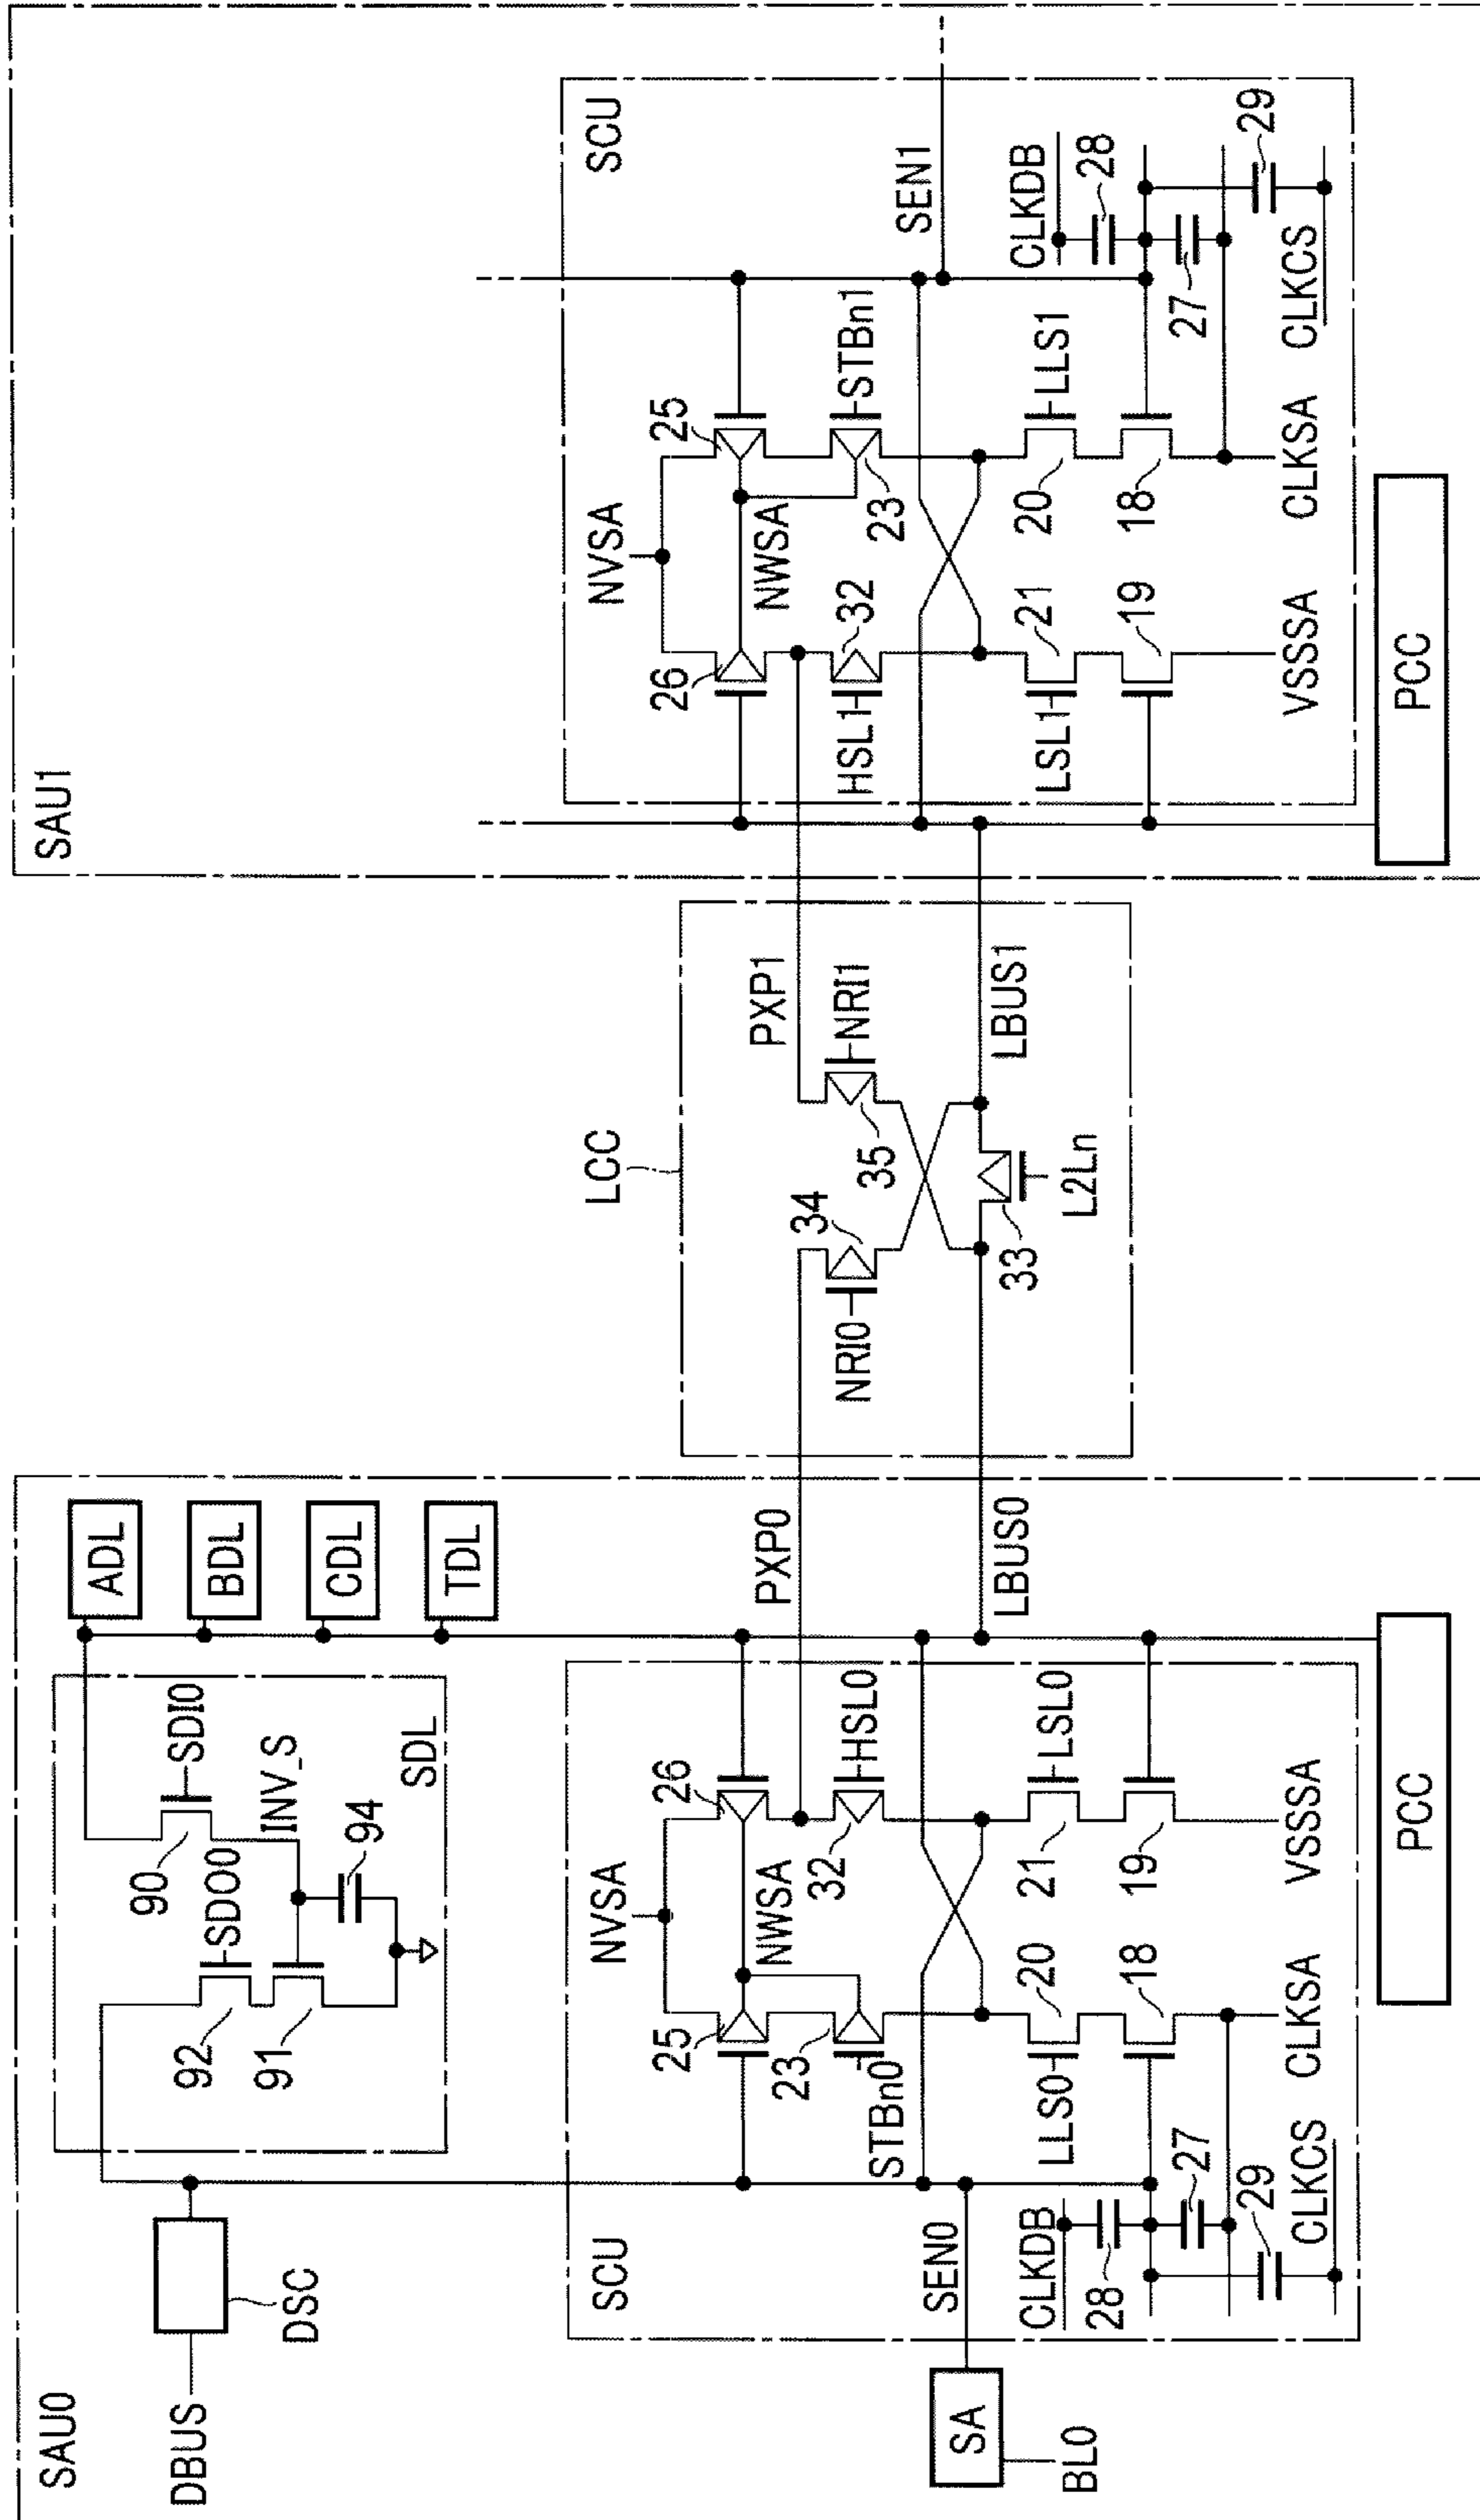 SAU0
DBUS
DSC
92
91
SDO0
90
SDI0
INV_S
94
SDL
ADL
BDL
CDL
TDL
SCU
NVSA
25
26
NWSA
23
STBn0
32
HSL0
PXP0
SEN0
SA
BL0
CLKDB
28
27
29
CLKCS
LLS0
20
18
CLKSA
21
LSL0
19
VSSSA
LBUS0
PCC
LCC
PXP1
34
NRI0
35
NRI1
33
L2Ln
LBUS1
SAU1
SCU
NVSA
26
25
NWSA
HSL1
32
23
STBn1
SEN1
LSL1
21
19
VSSSA
20
LLS1
18
CLKSA
CLKDB
28
27
29
CLKCS
PCC